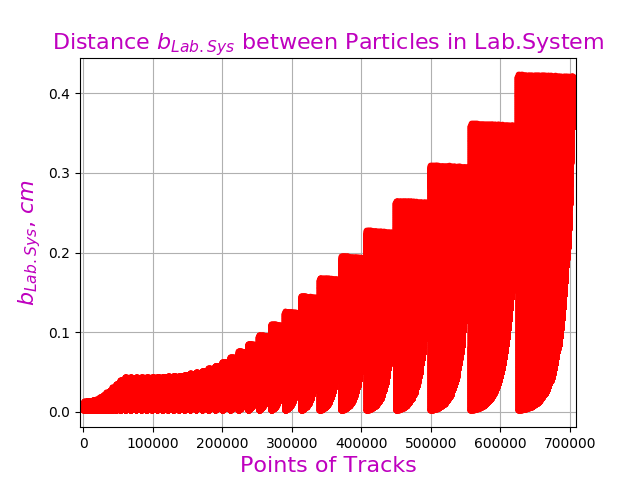 Distance b_{Lab.Sys} between Particles in Lab.System
b_{Lab.Sys}, cm
0.4
0.3
0.2
0.1
0.0
0 100000 200000 300000 400000 500000 600000 700000
Points of Tracks